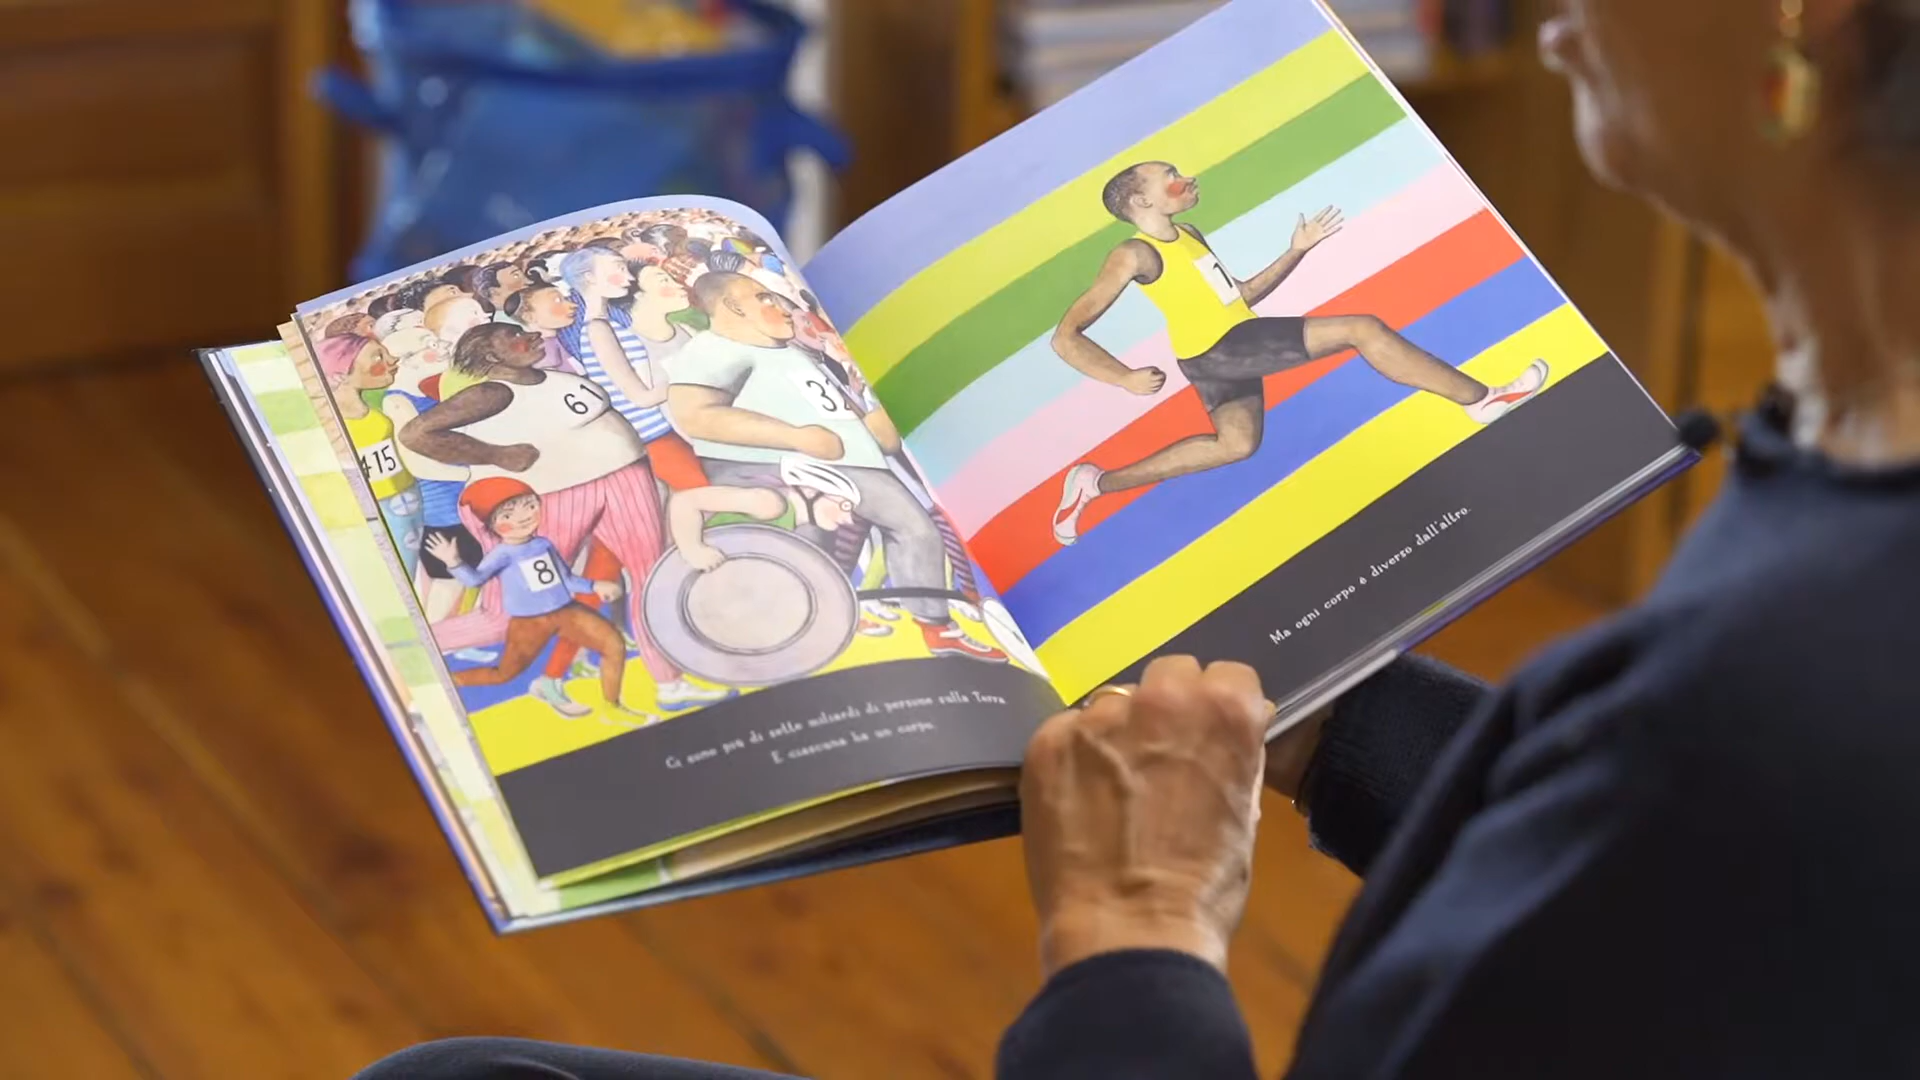 415
61
32
8
Ci sono più di sette miliardi di persone sulla Terra
E ciascuna ha un corpo.
1
Ma ogni corpo è diverso dall'altro.